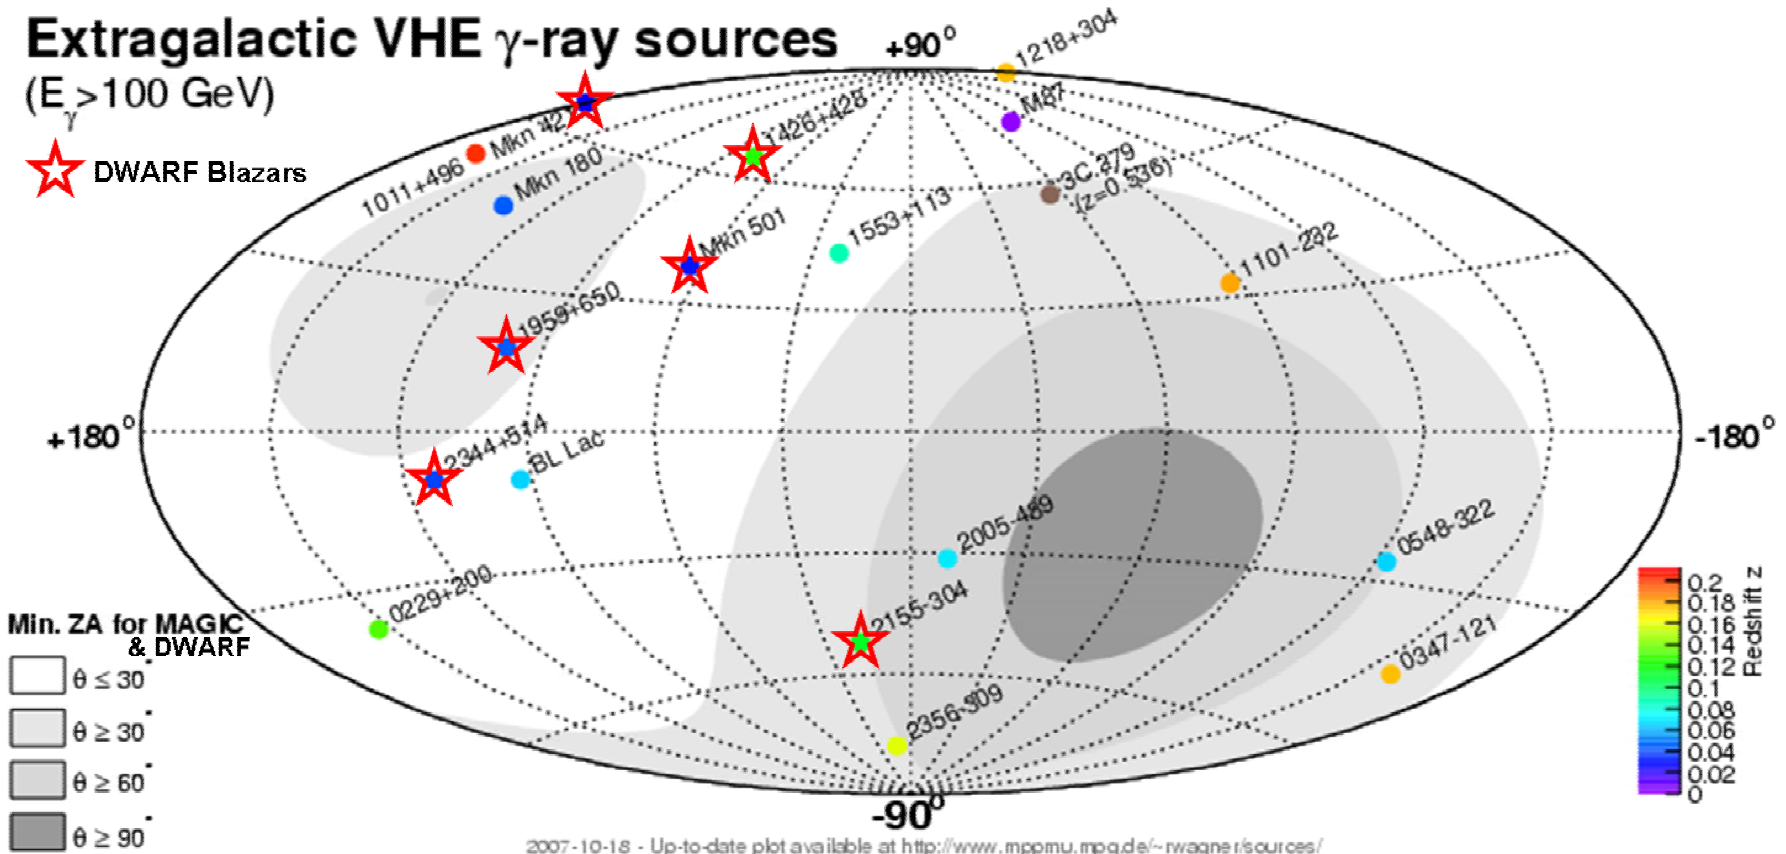 Extragalactic VHE γ-ray sources
(Eγ>100 GeV)
DWARF Blazars
+90°
1218+304
M87
Mkn 421
1426+428
1011+496
Mkn 180
3C 279
(z=0.536)
1553+113
Mkn 501
1101-232
1959+650
+180°
-180°
2344+514
BL Lac
2005-489
0548-322
0229+200
2155-304
0347-121
2356-309
-90°
Min. ZA for MAGIC
& DWARF
θ ≤ 30°
θ ≥ 30°
θ ≥ 60°
θ ≥ 90°
0.2
0.18
0.16
0.14
0.12
0.1
0.08
0.06
0.04
0.02
0
Redshift z
2007-10-18 - Up-to-date plot available at http://www.mppmu.mpg.de/~rwagner/sources/